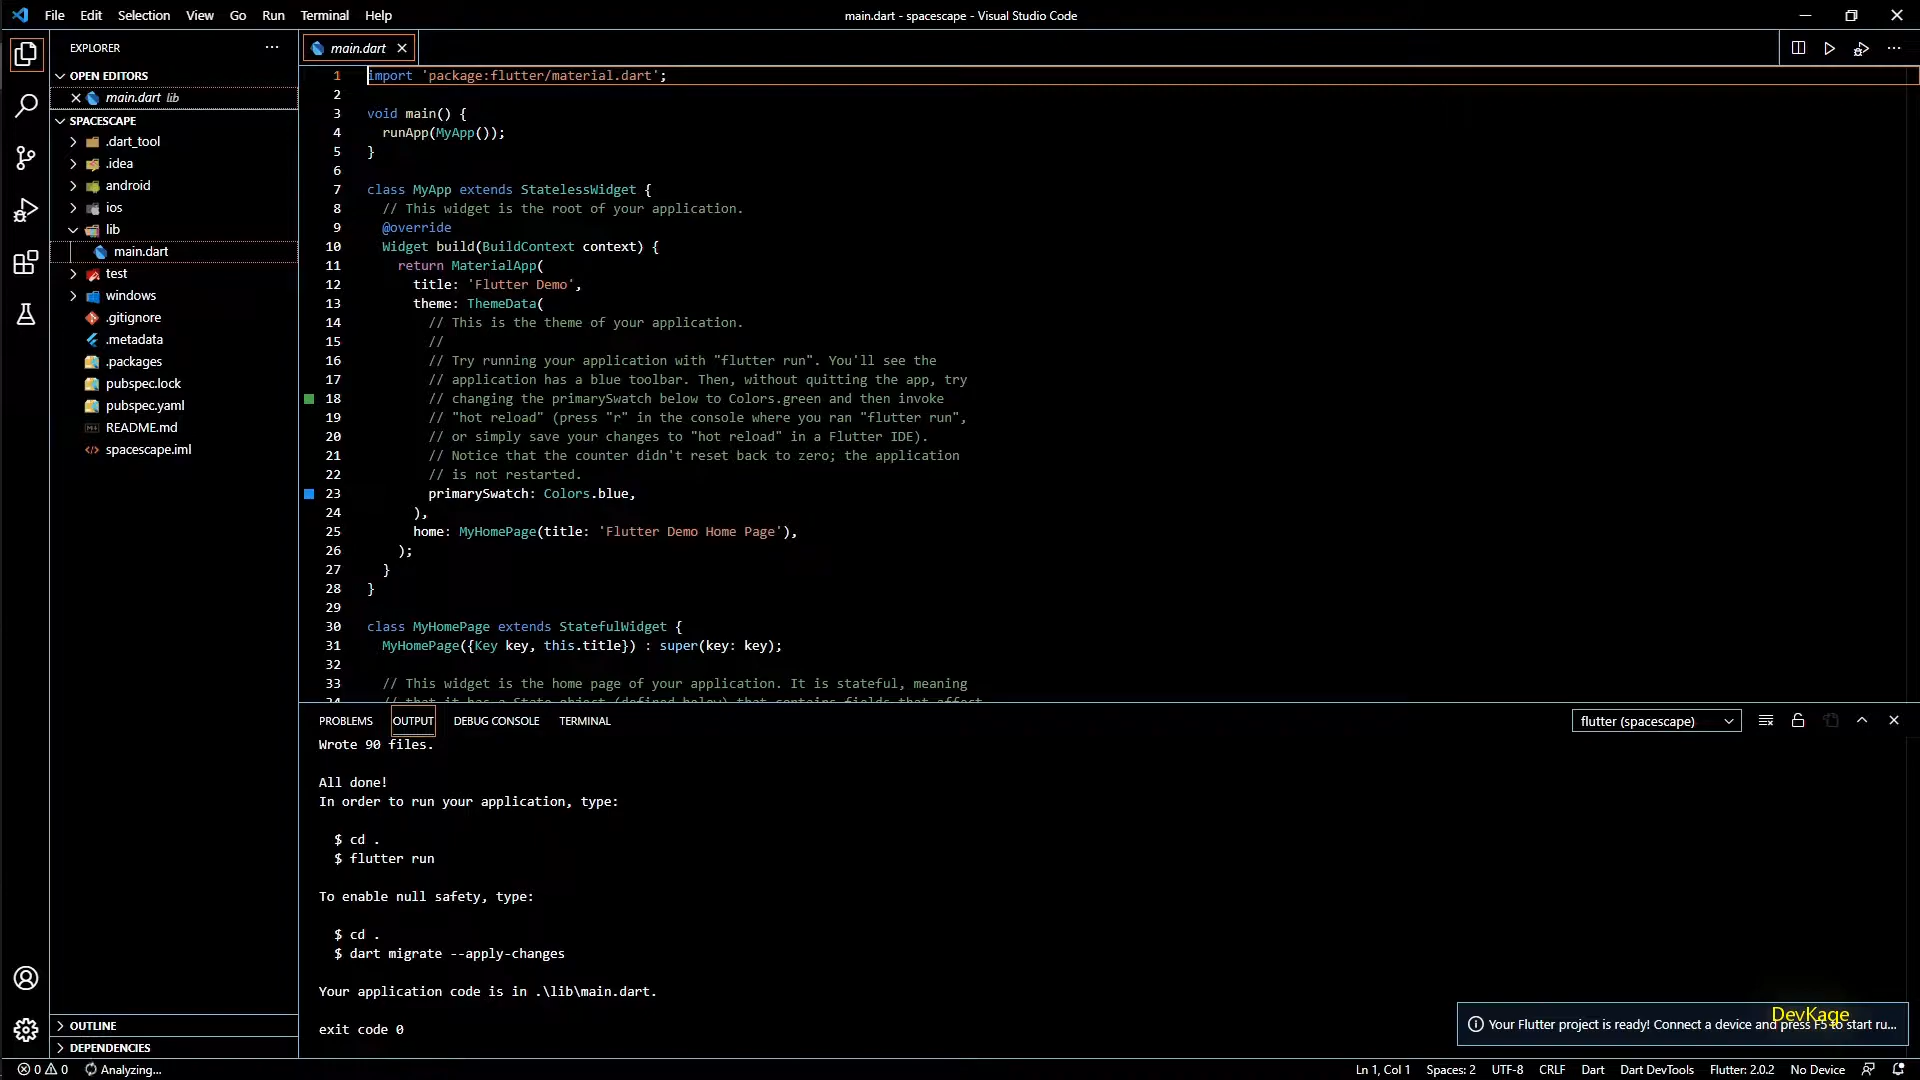 File Edit Selection View Go Run Terminal Help
main.dart - spacescape - Visual Studio Code
EXPLORER
OPEN EDITORS
main.dart lib
SPACESCAPE
.dart_tool
.idea
android
ios
lib
main.dart
test
windows
.gitignore
.metadata
.packages
pubspec.lock
pubspec.yaml
README.md
spacescape.iml
OUTLINE
DEPENDENCIES
main.dart
1 import 'package:flutter/material.dart';
2
3 void main() {
4 runApp(MyApp());
5 }
6
7 class MyApp extends StatelessWidget {
8 // This widget is the root of your application.
9 @override
10 Widget build(BuildContext context) {
11 return MaterialApp(
12 title: 'Flutter Demo',
13 theme: ThemeData(
14 // This is the theme of your application.
15 //
16 // Try running your application with "flutter run". You'll see the
17 // application has a blue toolbar. Then, without quitting the app, try
18 // changing the primarySwatch below to Colors.green and then invoke
19 // "hot reload" (press "r" in the console where you ran "flutter run",
20 // or simply save your changes to "hot reload" in a Flutter IDE).
21 // Notice that the counter didn't reset back to zero; the application
22 // is not restarted.
23 primarySwatch: Colors.blue,
24 ),
25 home: MyHomePage(title: 'Flutter Demo Home Page'),
26 );
27 }
28 }
29
30 class MyHomePage extends StatefulWidget {
31 MyHomePage({Key key, this.title}) : super(key: key);
32
33 // This widget is the home page of your application. It is stateful, meaning
34 // that it has a State object (defined below) that contains fields that affect
PROBLEMS OUTPUT DEBUG CONSOLE TERMINAL
flutter (spacescape)
Wrote 90 files.
All done!
In order to run your application, type:
$ cd .
$ flutter run
To enable null safety, type:
$ cd .
$ dart migrate --apply-changes
Your application code is in .\lib\main.dart.
exit code 0
DevKage
Your Flutter project is ready! Connect a device and press F5 to start ru...
0 0 Analyzing...
Ln 1, Col 1 Spaces: 2 UTF-8 CRLF Dart Dart DevTools Flutter: 2.0.2 No Device